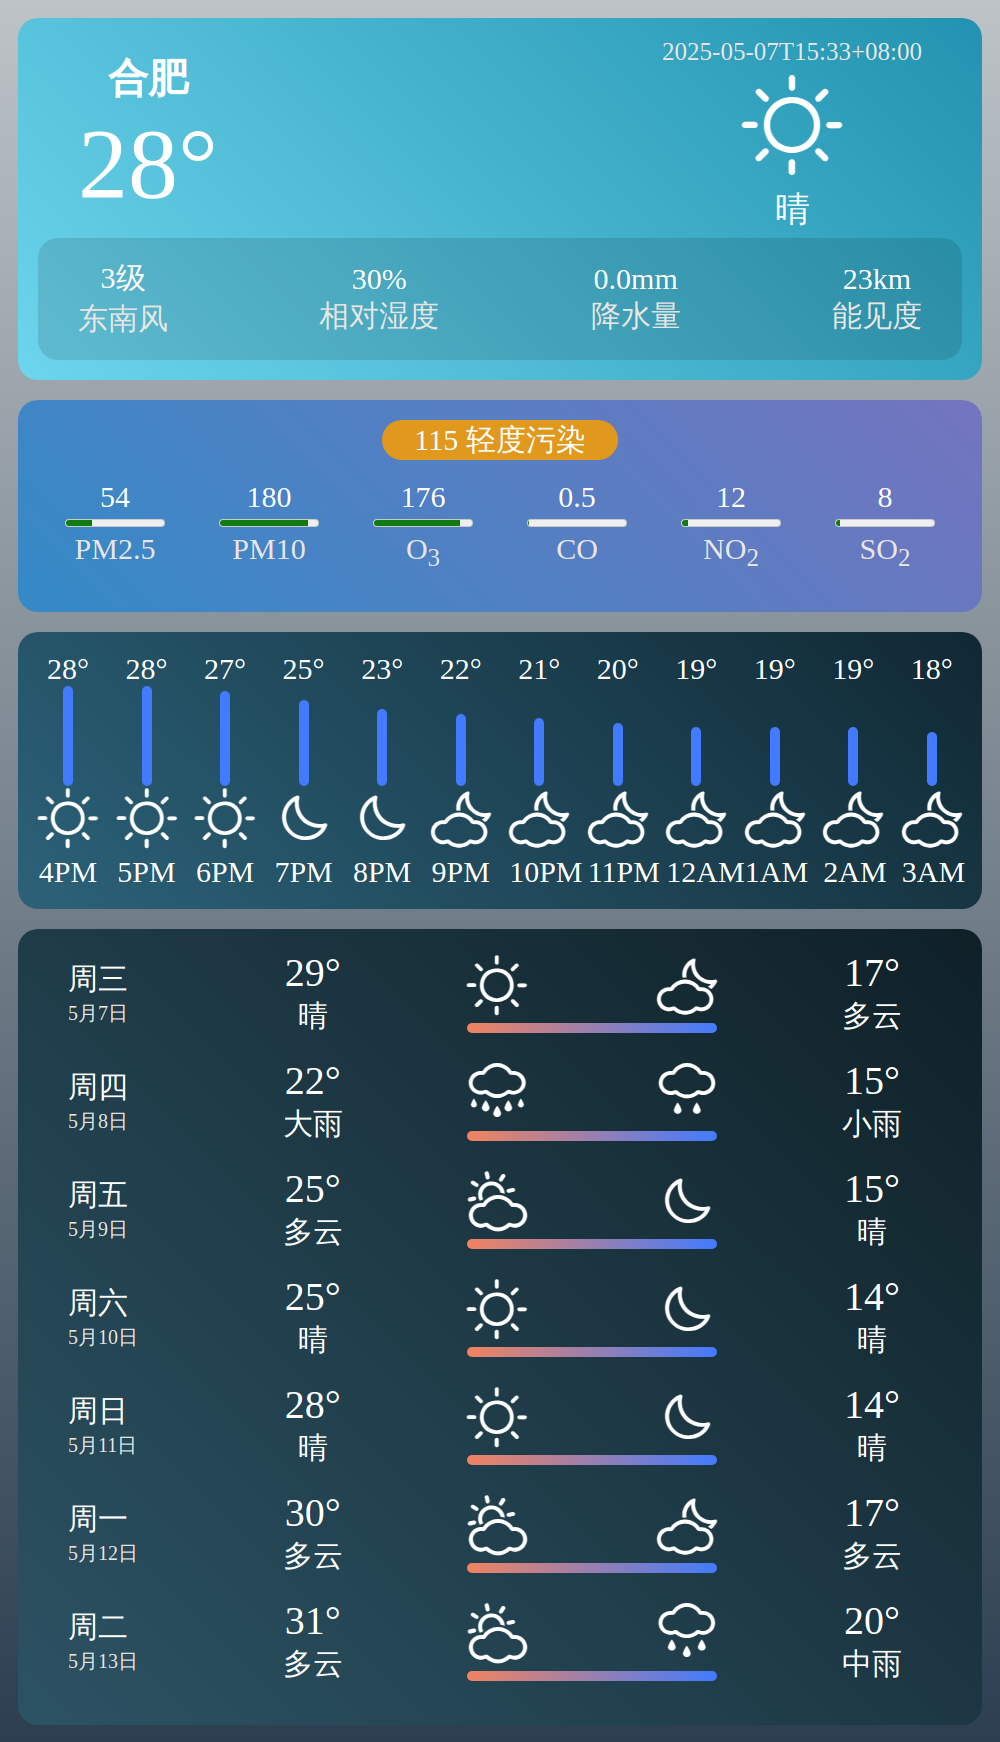 合肥
2025-05-07T15:33+08:00
28°
晴
3级 30% 0.0mm 23km
东南风 相对湿度 降水量 能见度
115 轻度污染
54 180 176 0.5 12 8
PM2.5 PM10 O3 CO NO2 SO2
28° 28° 27° 25° 23° 22° 21° 20° 19° 19° 19° 18°
4PM 5PM 6PM 7PM 8PM 9PM 10PM 11PM 12AM 1AM 2AM 3AM
周三 29° 17°
5月7日 晴 多云
周四 22° 15°
5月8日 大雨 小雨
周五 25° 15°
5月9日 多云 晴
周六 25° 14°
5月10日 晴 晴
周日 28° 14°
5月11日 晴 晴
周一 30° 17°
5月12日 多云 多云
周二 31° 20°
5月13日 多云 中雨